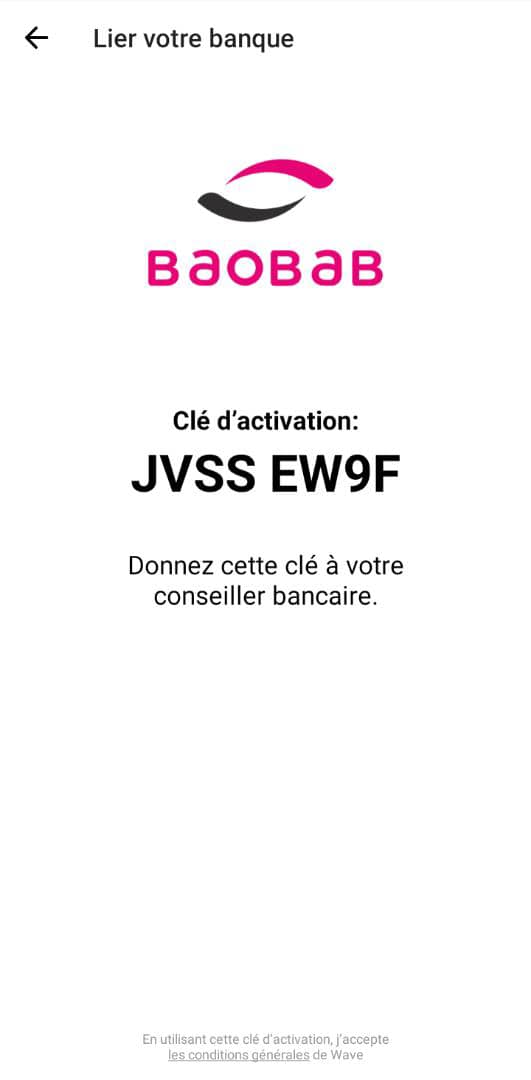 Lier votre banque
BaoBaB
Clé d’activation:
JVSS EW9F
Donnez cette clé à votre
conseiller bancaire.
En utilisant cette clé d’activation, j’accepte
les conditions générales de Wave